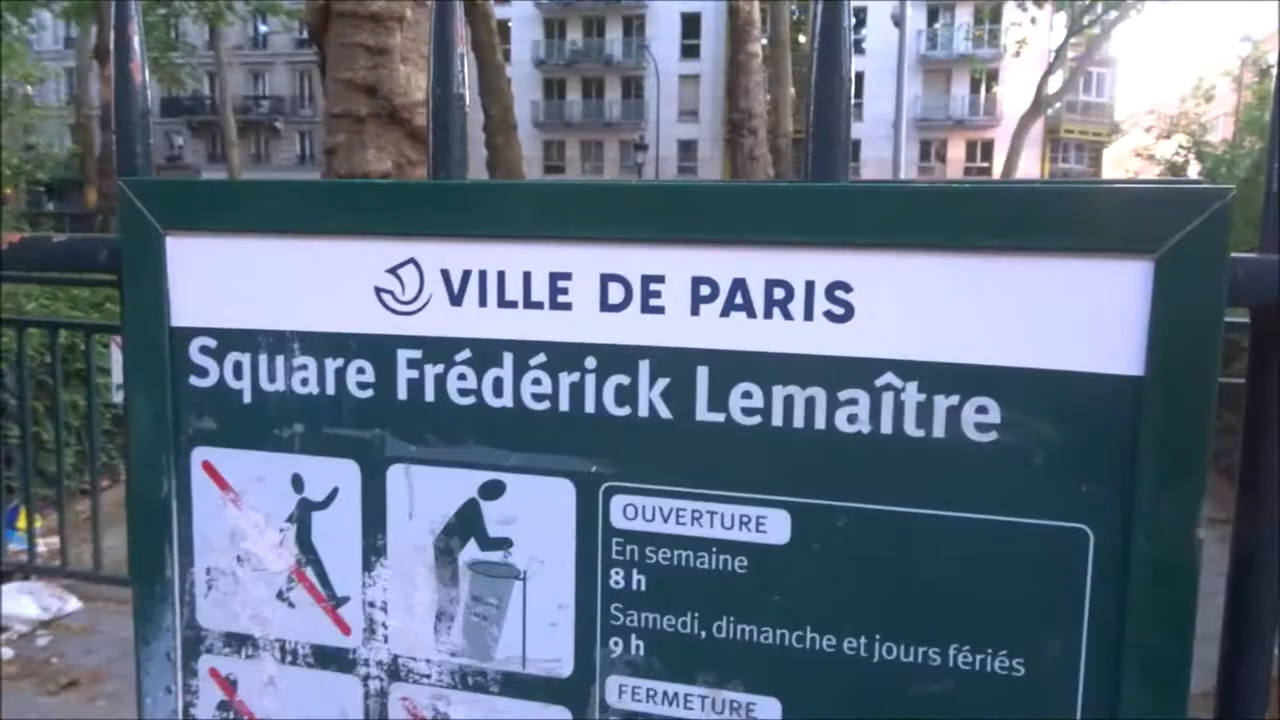 VILLE DE PARIS
Square Frédérick Lemaître
OUVERTURE
En semaine
8 h
Samedi, dimanche et jours fériés
9 h
FERMETURE